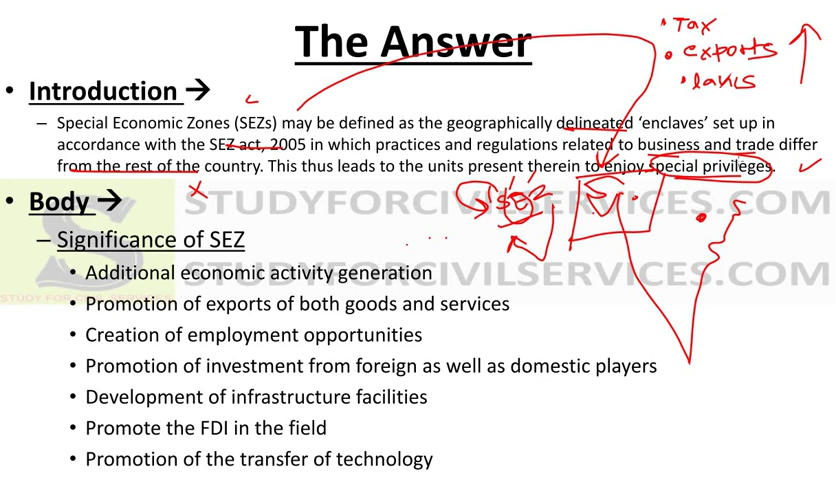 The Answer
• Tax
• exports
• laws
• Introduction →
– Special Economic Zones (SEZs) may be defined as the geographically delineated ‘enclaves’ set up in
accordance with the SEZ act, 2005 in which practices and regulations related to business and trade differ
from the rest of the country. This thus leads to the units present therein to enjoy special privileges.
• Body →
STUDYFORCIVILSERVICES.COM
– Significance of SEZ
• Additional economic activity generation
STUDYFORCIVILSERVICES.COM
STUDY FOR CIVIL SERVICES
• Promotion of exports of both goods and services
• Creation of employment opportunities
• Promotion of investment from foreign as well as domestic players
• Development of infrastructure facilities
• Promote the FDI in the field
• Promotion of the transfer of technology